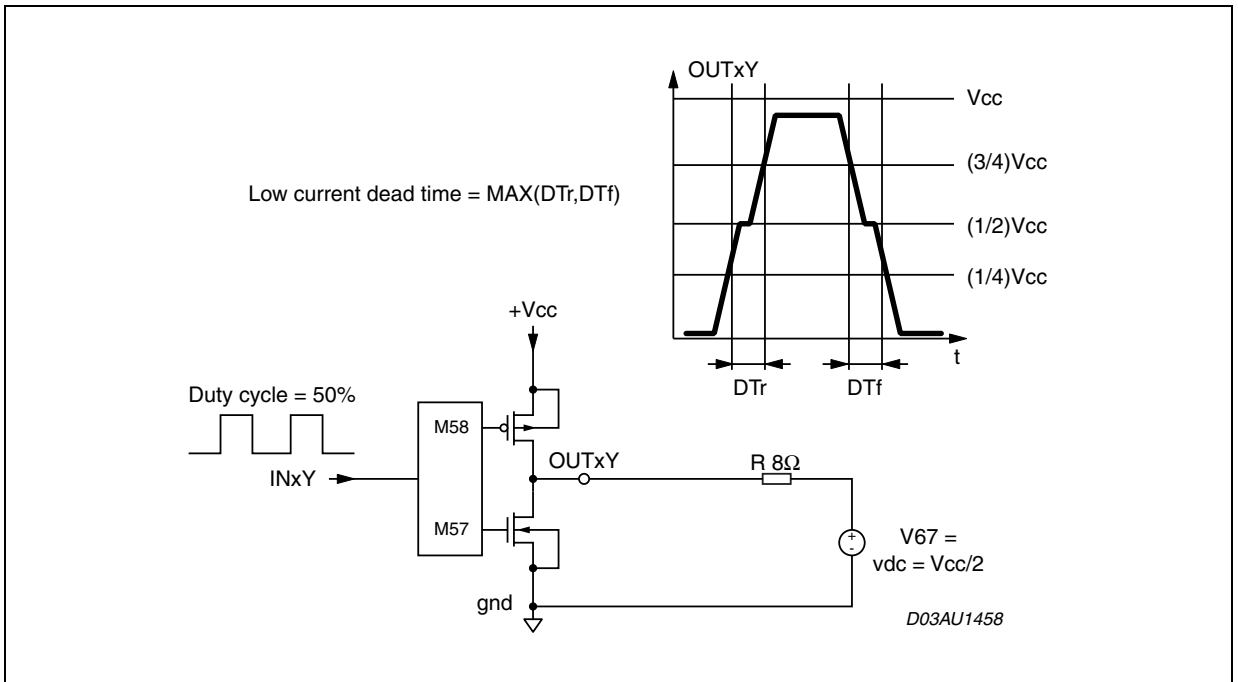 OUTxY
Vcc
(3/4)Vcc
Low current dead time = MAX(DTr,DTf)
(1/2)Vcc
(1/4)Vcc
+Vcc
t
DTr
DTf
Duty cycle = 50%
M58
OUTxY
R 8Ω
INxY
M57
+
-
V67 =
vdc = Vcc/2
gnd
D03AU1458